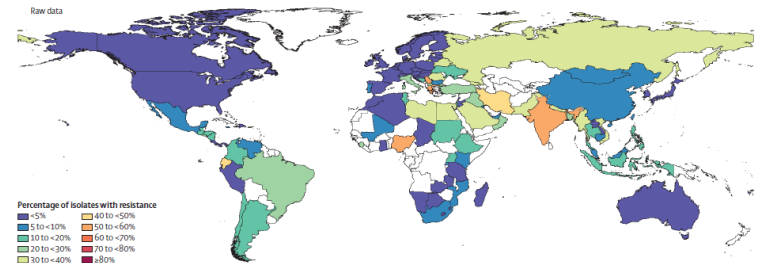 Raw data
Percentage of isolates with resistance
<5%
5 to <10%
10 to <20%
20 to <30%
30 to <40%
40 to <50%
50 to <60%
60 to <70%
70 to <80%
≥80%